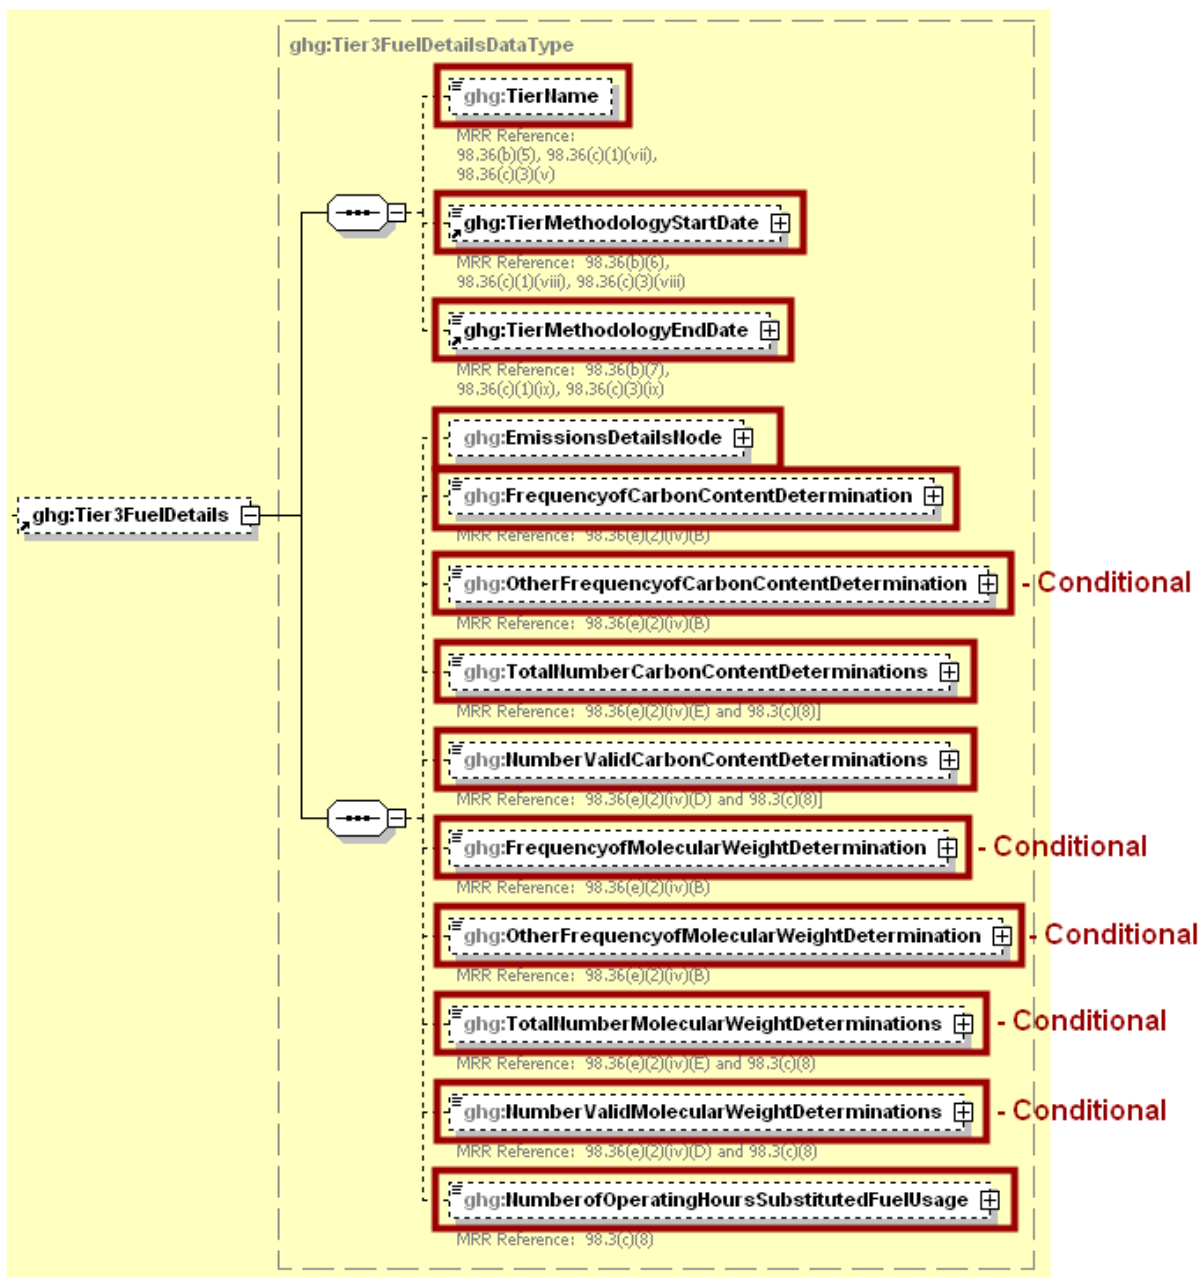 ghg:Tier3FuelDetailsDataType
ghg:TierName
MRR Reference:
98.36(b)(5), 98.36(c)(1)(vii),
98.36(c)(3)(v)
ghg:TierMethodologyStartDate
MRR Reference: 98.36(b)(6),
98.36(c)(1)(viii), 98.36(c)(3)(viii)
ghg:TierMethodologyEndDate
MRR Reference: 98.36(b)(7),
98.36(c)(1)(ix), 98.36(c)(3)(ix)
ghg:EmissionsDetailsNode
ghg:FrequencyofCarbonContentDetermination
MRR Reference: 98.36(e)(2)(iv)(B)
ghg:Tier3FuelDetails
ghg:OtherFrequencyofCarbonContentDetermination - Conditional
MRR Reference: 98.36(e)(2)(iv)(B)
ghg:TotalNumberCarbonContentDeterminations
MRR Reference: 98.36(e)(2)(iv)(E) and 98.3(c)(8)]
ghg:NumberValidCarbonContentDeterminations
MRR Reference: 98.36(e)(2)(iv)(D) and 98.3(c)(8)]
ghg:FrequencyofMolecularWeightDetermination - Conditional
MRR Reference: 98.36(e)(2)(iv)(B)
ghg:OtherFrequencyofMolecularWeightDetermination - Conditional
MRR Reference: 98.36(e)(2)(iv)(B)
ghg:TotalNumberMolecularWeightDeterminations - Conditional
MRR Reference: 98.36(e)(2)(iv)(E) and 98.3(c)(8)
ghg:NumberValidMolecularWeightDeterminations - Conditional
MRR Reference: 98.36(e)(2)(iv)(D) and 98.3(c)(8)
ghg:NumberofOperatingHoursSubstitutedFuelUsage
MRR Reference: 98.3(c)(8)